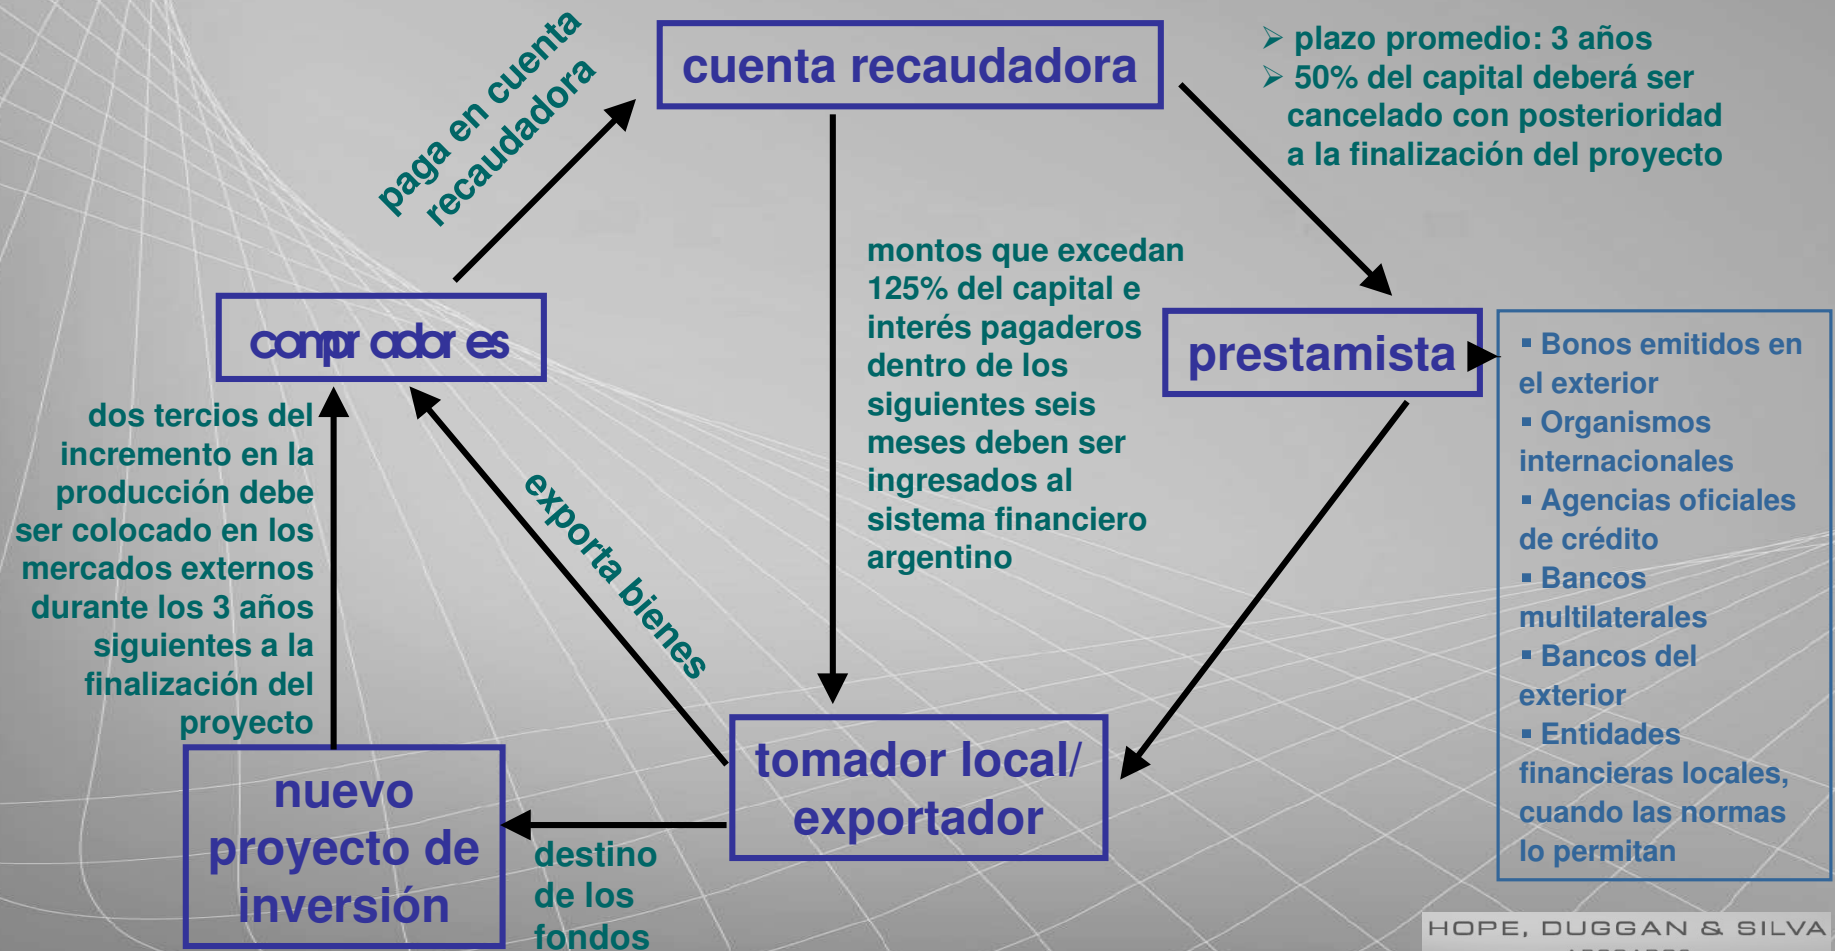 cuenta recaudadora
➢ plazo promedio: 3 años
➢ 50% del capital deberá ser
cancelado con posterioridad
a la finalización del proyecto
paga en cuenta
recaudadora
compradores
montos que excedan
125% del capital e
interés pagaderos
dentro de los
siguientes seis
meses deben ser
ingresados al
sistema financiero
argentino
prestamista
▪ Bonos emitidos en
el exterior
▪ Organismos
internacionales
▪ Agencias oficiales
de crédito
▪ Bancos
multilaterales
▪ Bancos del
exterior
▪ Entidades
financieras locales,
cuando las normas
lo permitan
dos tercios del
incremento en la
producción debe
ser colocado en los
mercados externos
durante los 3 años
siguientes a la
finalización del
proyecto
exporta bienes
tomador local/
exportador
nuevo
proyecto de
inversión
destino
de los
fondos
HOPE, DUGGAN & SILVA